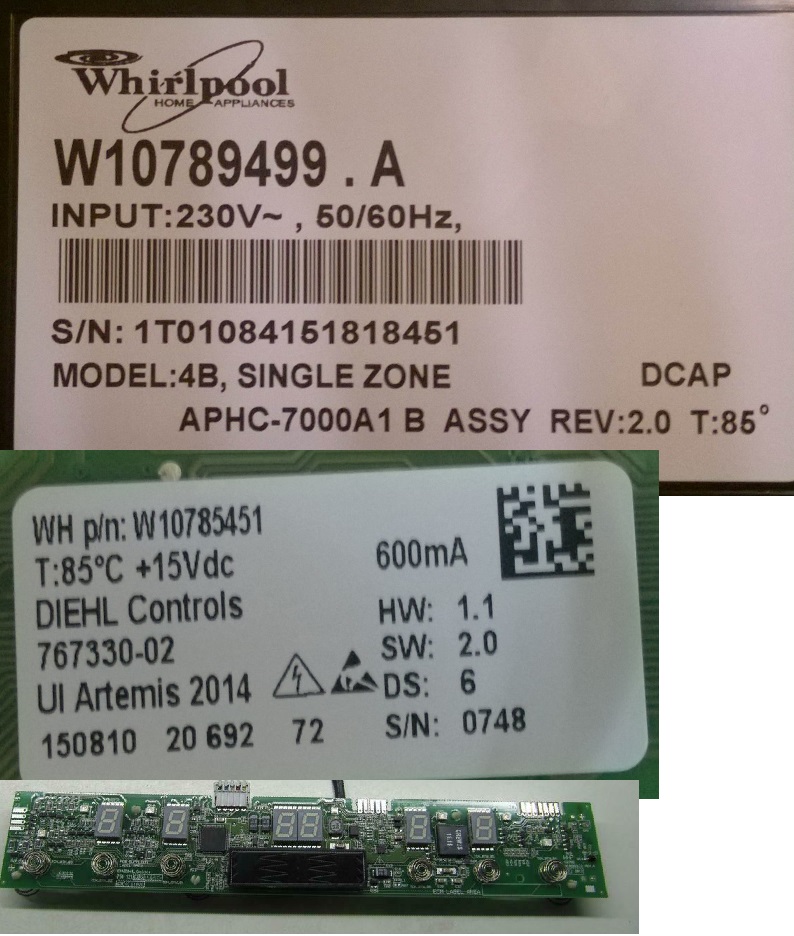 Whirlpool
HOME APPLIANCES
W10789499 . A
INPUT:230V~ , 50/60Hz,
S/N: 1T01084151818451
MODEL:4B, SINGLE ZONE DCAP
APHC-7000A1 B ASSY REV:2.0 T:85°
WH p/n: W10785451
T:85°C +15Vdc 600mA
DIEHL Controls HW: 1.1
767330-02 SW: 2.0
UI Artemis 2014 DS: 6
150810 20 692 72 S/N: 0748